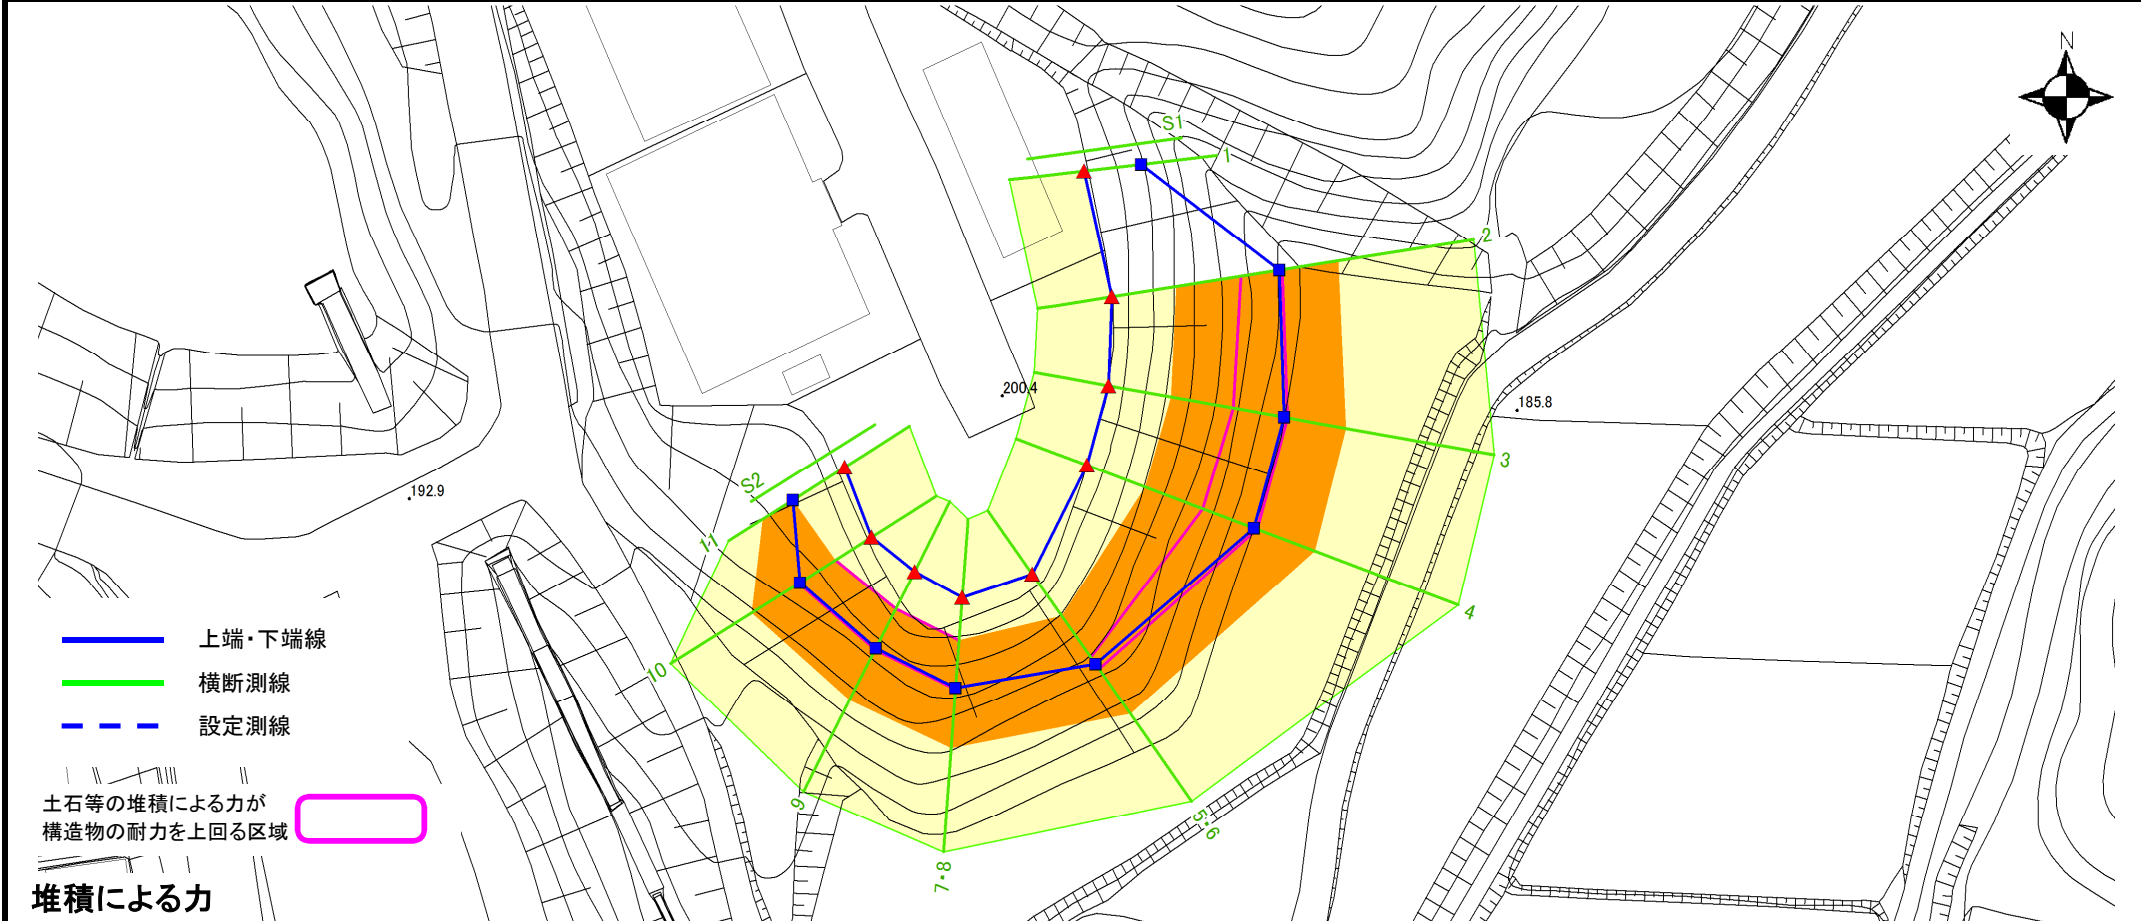 N
S1
1
2
200.4
185.8
3
S2
192.9
11
4
上端・下端線
10
横断測線
設定測線
土石等の堆積による力が
構造物の耐力を上回る区域
9
5・6
7・8
堆積による力